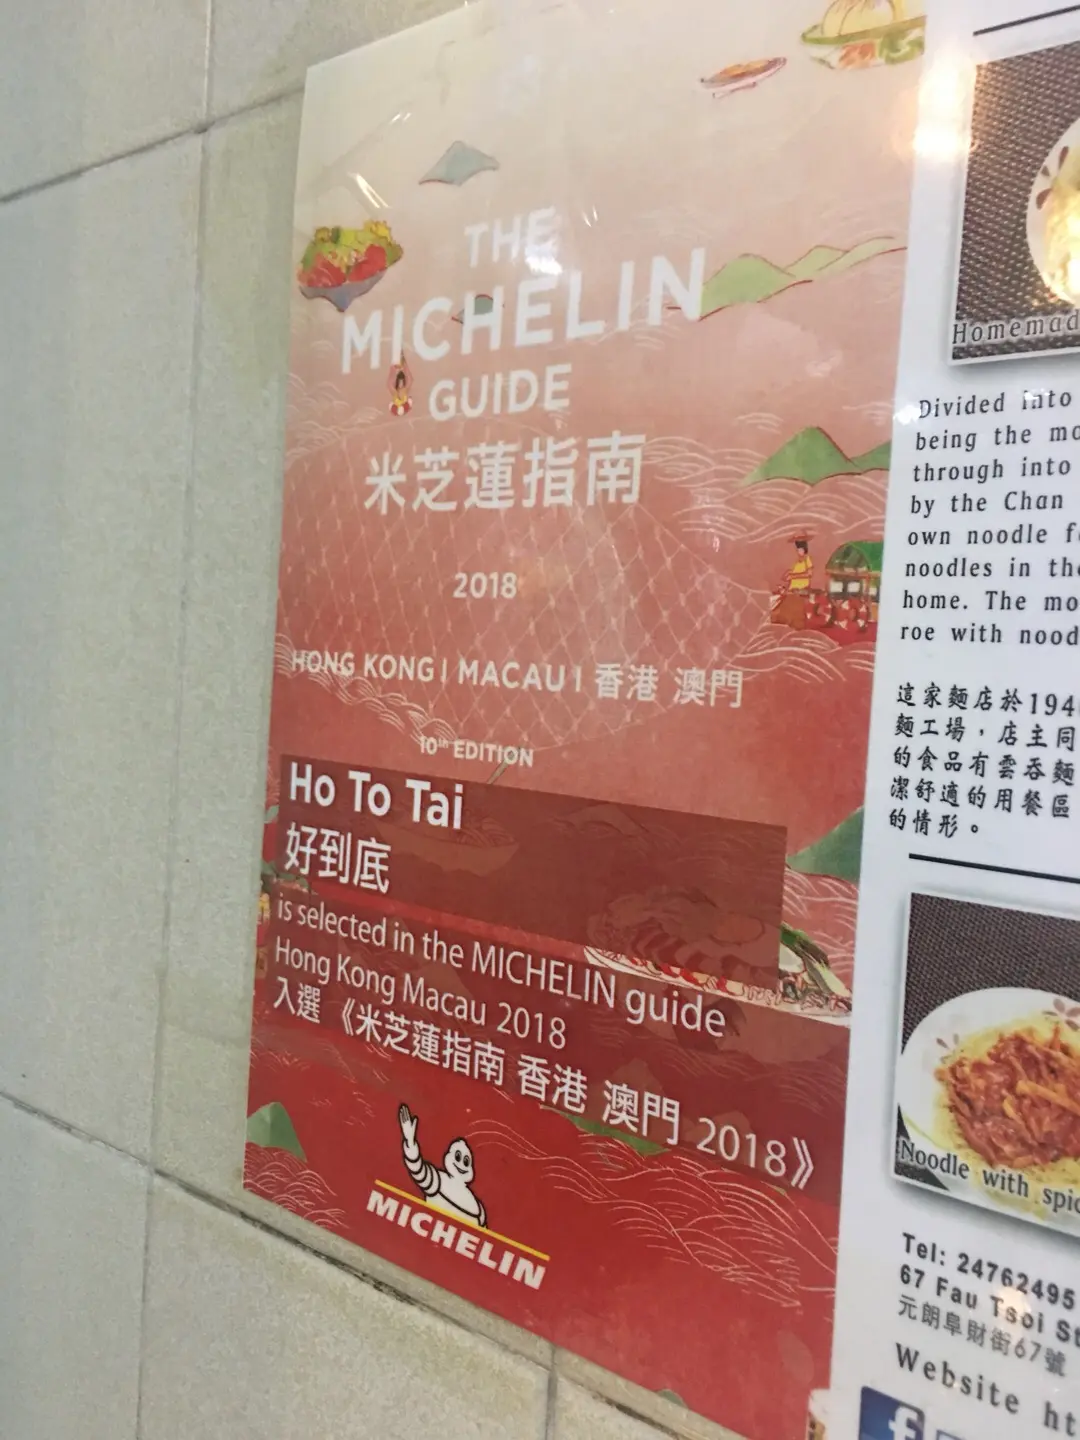 THE
MICHELIN
GUIDE
米芝蓮指南
2018
HONG KONG | MACAU | 香港 澳門
10th EDITION
Ho To Tai
好到底
is selected in the MICHELIN guide
Hong Kong Macau 2018
入選《米芝蓮指南 香港 澳門 2018》
MICHELIN
Divided into
being the
through into
by the Chan
own noodle
noodles in
home. The
roe with
這家麵店於
麵工場，店主同
的食品有雲吞麵
潔舒適的用餐區
的情形。
Noodle with
Tel: 24762495
67 Fau Tsoi
元朗阜財街67號
Website
f